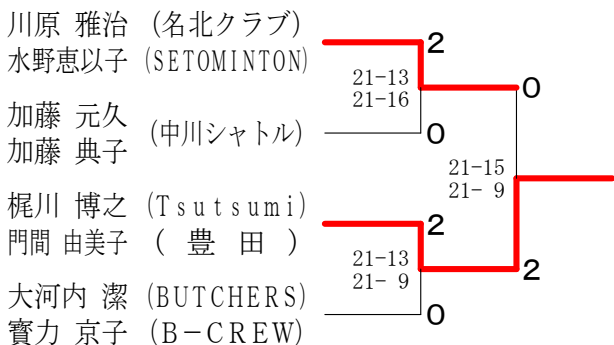 川原 雅治 (名北クラブ)
水野恵以子 (SETOMINTON)
2
21-13
21-16
0
加藤 元久
加藤 典子
(中川シャトル)
0
21-15
21- 9
梶川 博之 (Tsutsumi)
門間 由美子 ( 豊 田 )
2
21-13
21- 9
2
大河内 潔 (BUTCHERS)
寳力 京子 (B-CREW)
0